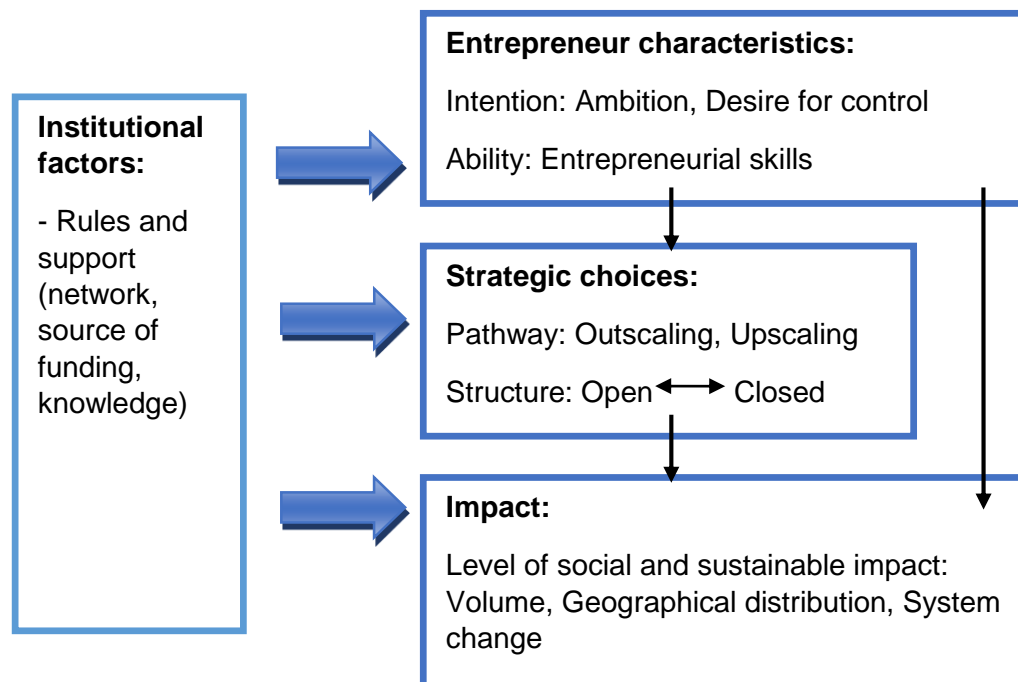 Institutional
factors:
- Rules and
support
(network,
source of
funding,
knowledge)
Entrepreneur characteristics:
Intention: Ambition, Desire for control
Ability: Entrepreneurial skills
Strategic choices:
Pathway: Outscaling, Upscaling
Structure: Open Closed
Impact:
Level of social and sustainable impact:
Volume, Geographical distribution, System
change